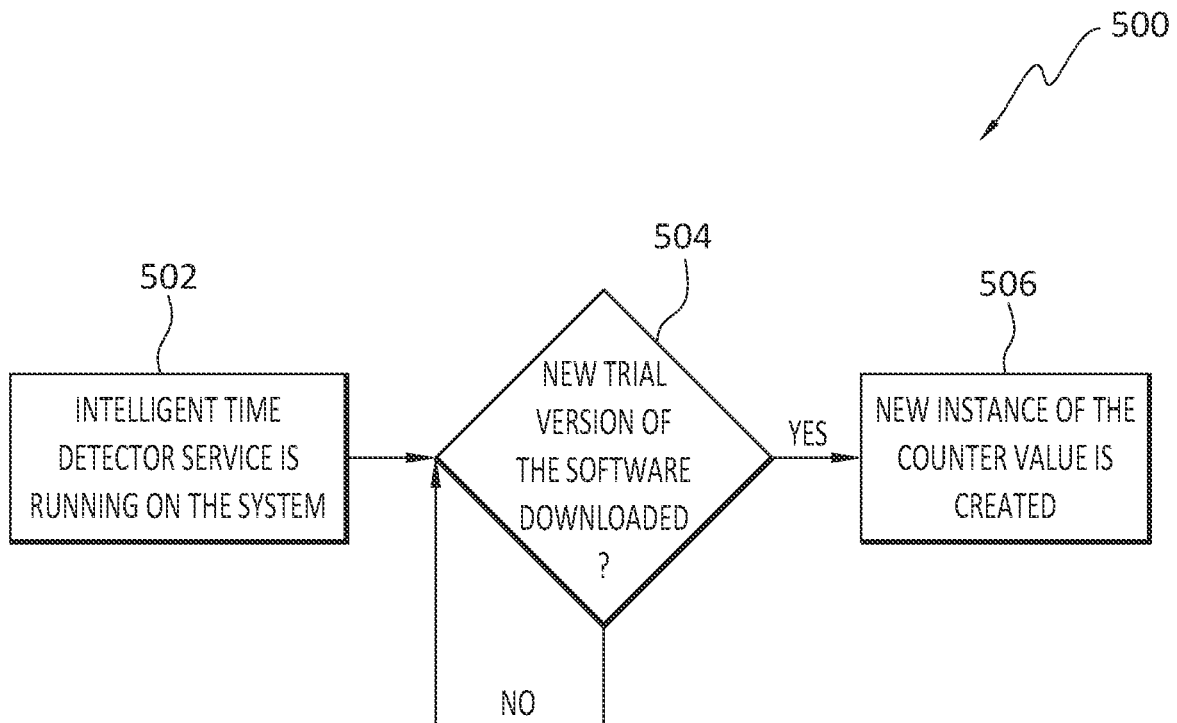 500
502
INTELLIGENT TIME
DETECTOR SERVICE IS
RUNNING ON THE SYSTEM
504
NEW TRIAL
VERSION OF
THE SOFTWARE
DOWNLOADED
?
YES
NO
506
NEW INSTANCE OF THE
COUNTER VALUE IS
CREATED